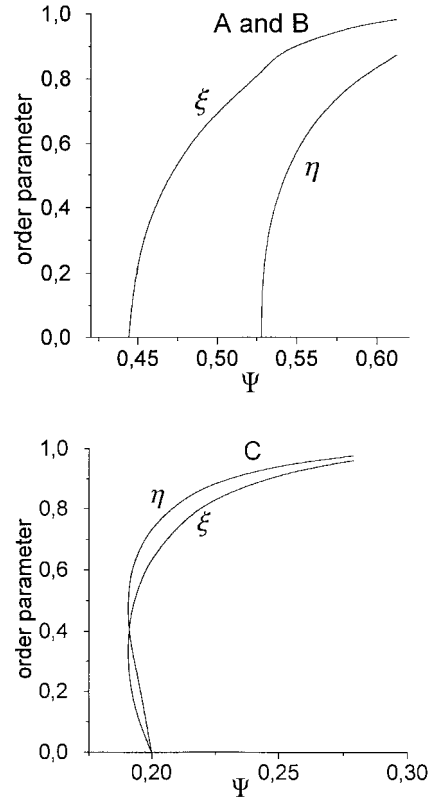 A and B
order parameter
1,0
0,8
0,6
0,4
0,2
0,0
ξ
η
0,45 0,50 0,55 0,60
Ψ
C
order parameter
1,0
0,8
0,6
0,4
0,2
0,0
η
ξ
0,20 0,25 0,30
Ψ